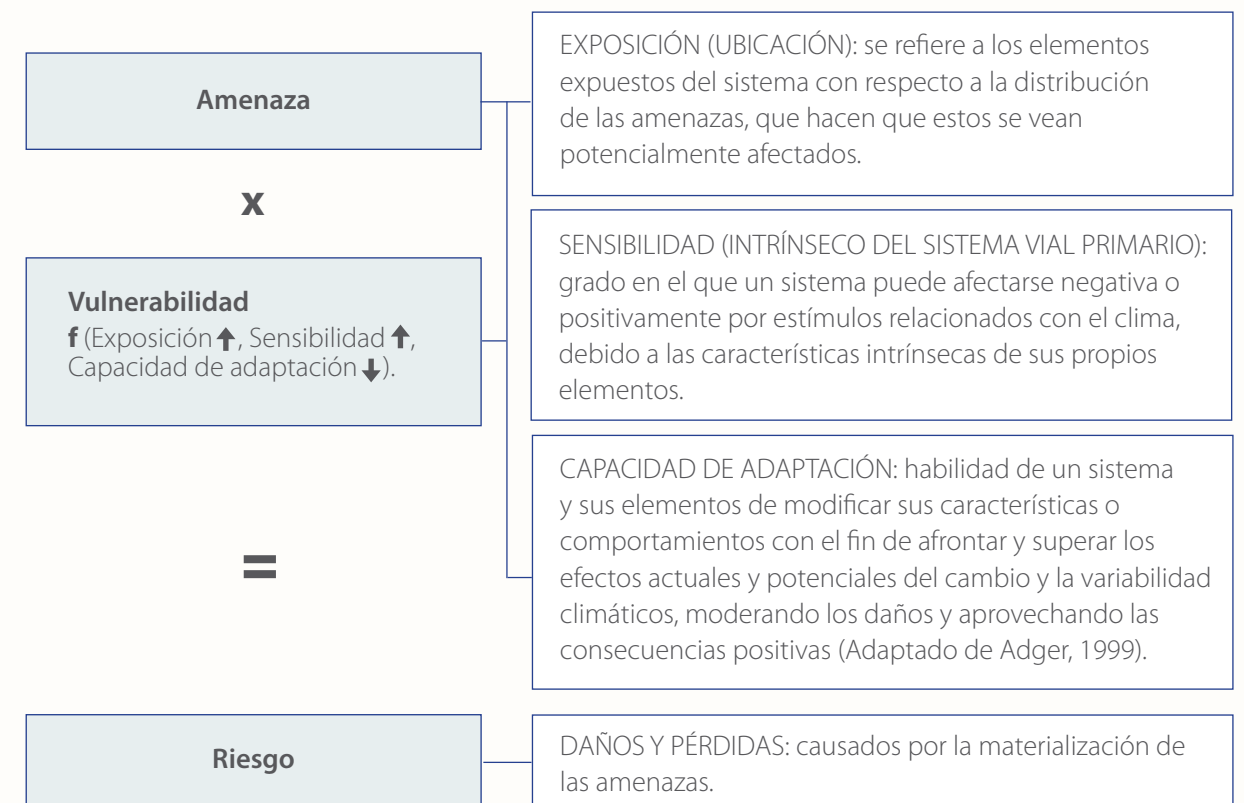 Amenaza
x
Vulnerabilidad
f (Exposición ↑, Sensibilidad ↑,
Capacidad de adaptación ↓).
=
Riesgo
EXPOSICIÓN (UBICACIÓN): se refiere a los elementos
expuestos del sistema con respecto a la distribución
de las amenazas, que hacen que estos se vean
potencialmente afectados.
SENSIBILIDAD (INTRÍNSECO DEL SISTEMA VIAL PRIMARIO):
grado en el que un sistema puede afectarse negativa o
positivamente por estímulos relacionados con el clima,
debido a las características intrínsecas de sus propios
elementos.
CAPACIDAD DE ADAPTACIÓN: habilidad de un sistema
y sus elementos de modificar sus características o
comportamientos con el fin de afrontar y superar los
efectos actuales y potenciales del cambio y la variabilidad
climáticos, moderando los daños y aprovechando las
consecuencias positivas (Adaptado de Adger, 1999).
DAÑOS Y PÉRDIDAS: causados por la materialización de
las amenazas.